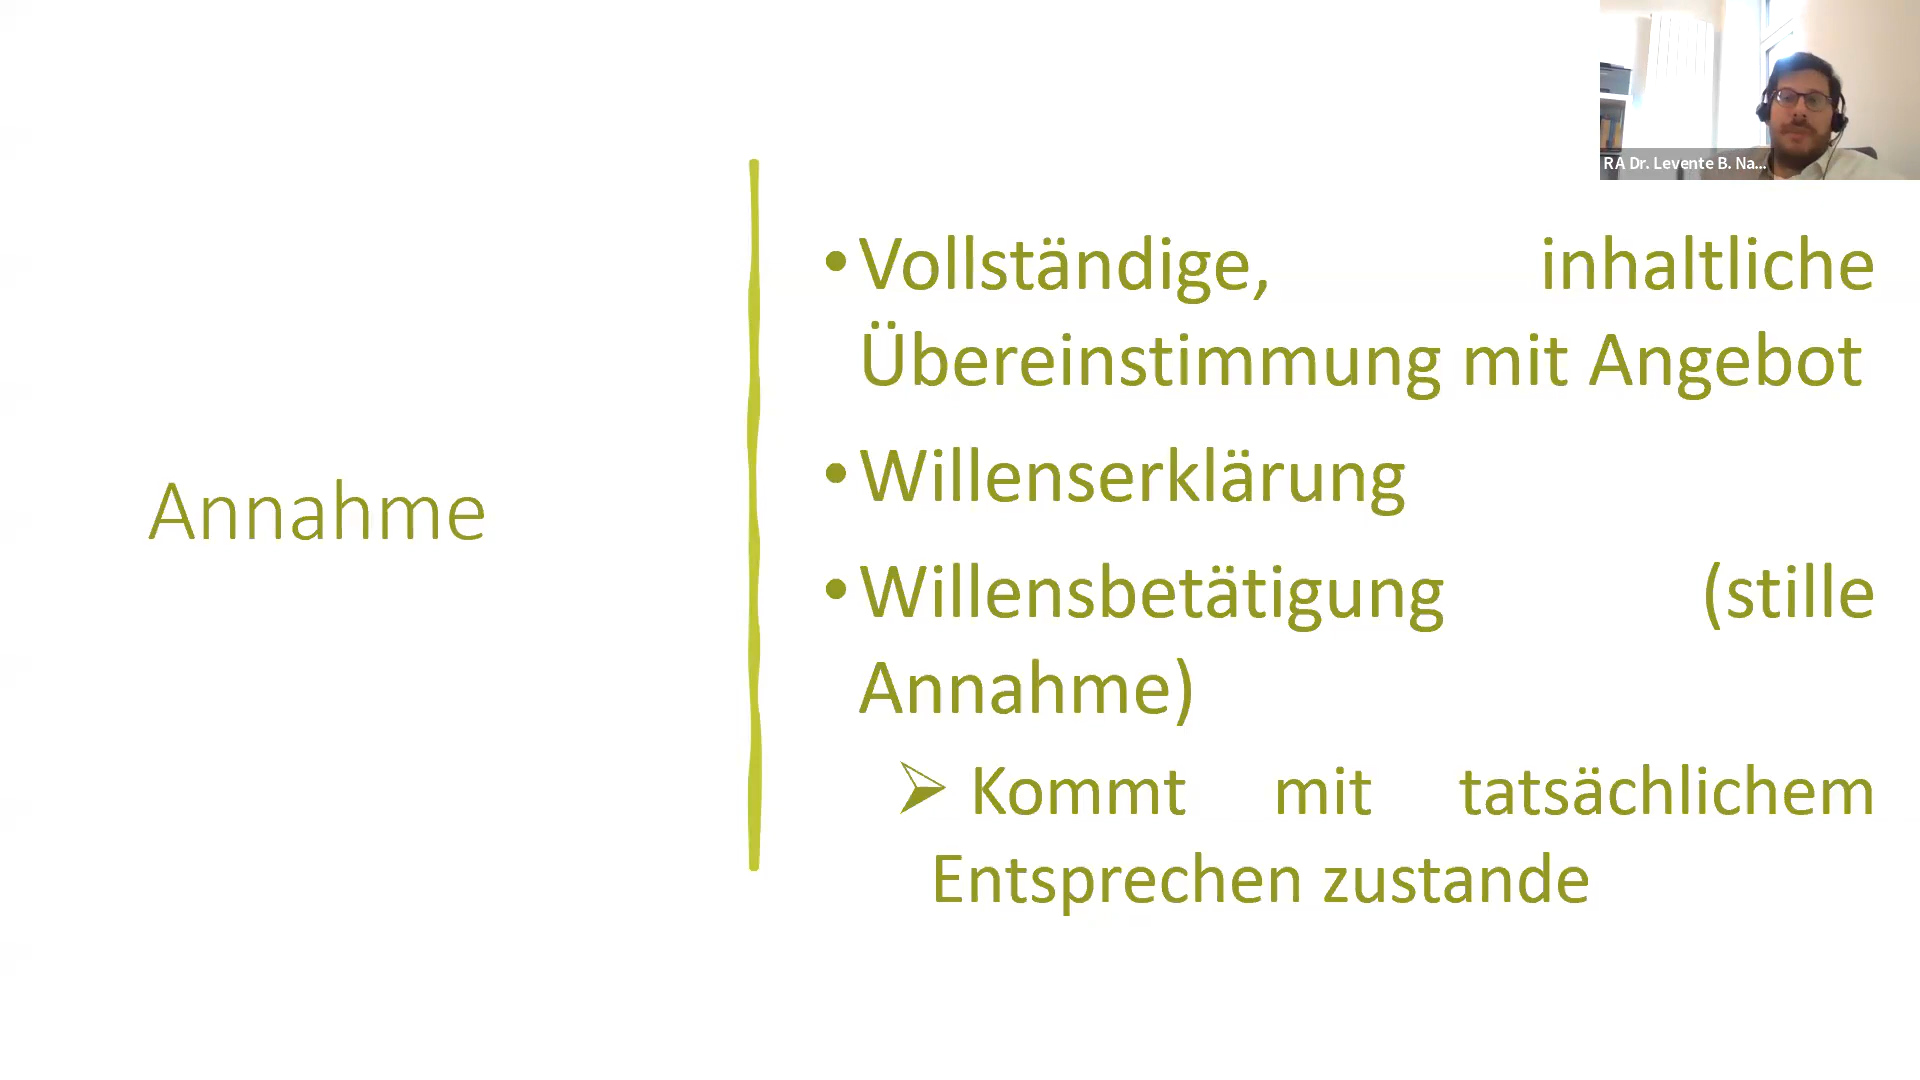 RA Dr. Levente B. Na...
Annahme
• Vollständige, inhaltliche
Übereinstimmung mit Angebot
• Willenserklärung
• Willensbetätigung (stille
Annahme)
➢ Kommt mit tatsächlichem
Entsprechen zustande